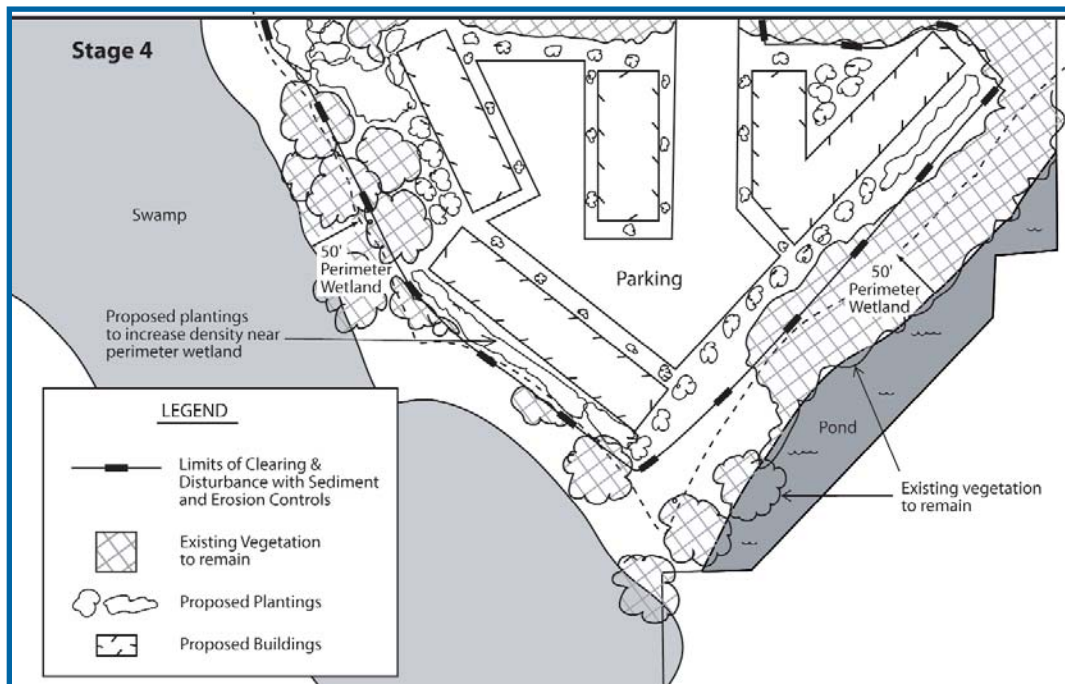 Stage 4
Swamp
50'
Perimeter
Wetland
Parking
50'
Perimeter
Wetland
Proposed plantings
to increase density near
perimeter wetland
Pond
Existing vegetation
to remain
LEGEND
Limits of Clearing &
Disturbance with Sediment
and Erosion Controls
Existing Vegetation
to remain
Proposed Plantings
Proposed Buildings